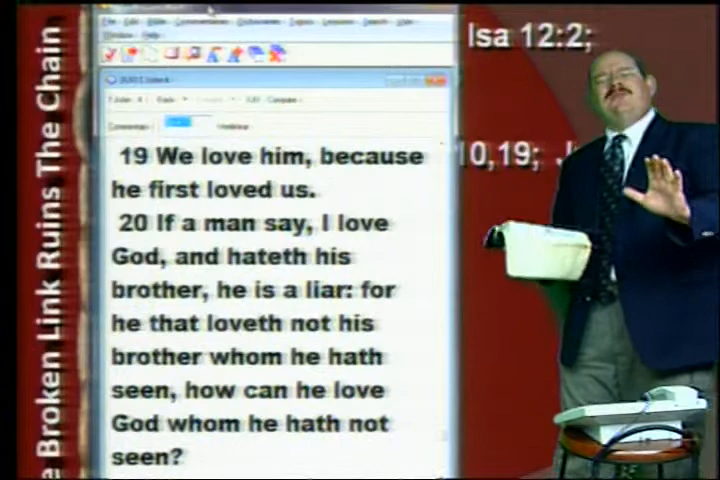 e Broken Link Ruins The Chain
Isa 12:2;
10,19; J
19 We love him, because
he first loved us.
20 If a man say, I love
God, and hateth his
brother, he is a liar: for
he that loveth not his
brother whom he hath
seen, how can he love
God whom he hath not
seen?